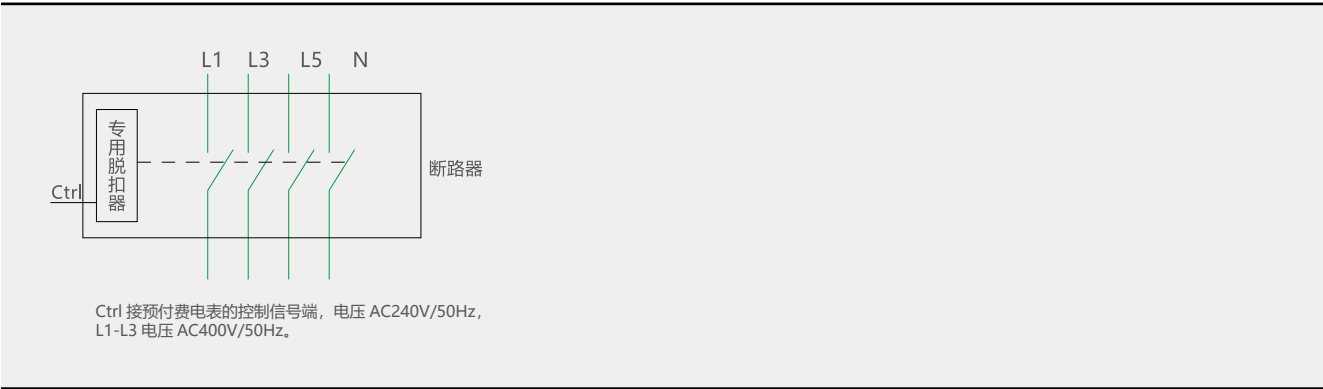 L1 L3 L5 N
专用脱扣器
断路器
Ctrl
Ctrl 接预付费电表的控制信号端，电压 AC240V/50Hz，
L1-L3 电压 AC400V/50Hz。